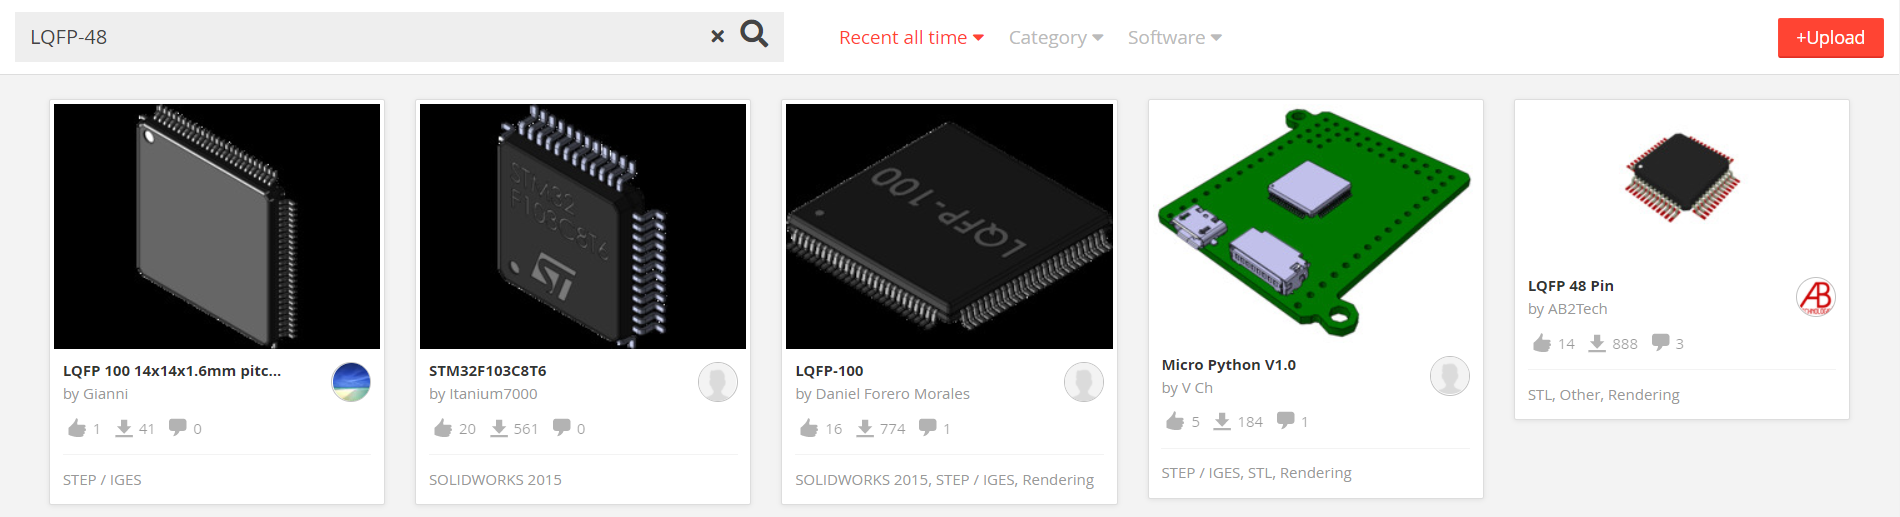 LQFP-48
Recent all time
Category
Software
+Upload
STM32
F103C8T6
ST
LQFP-100
LQFP 100 14x14x1.6mm pitc...
by Gianni
1 41 0
STEP / IGES
STM32F103C8T6
by Itanium7000
20 561 0
SOLIDWORKS 2015
LQFP-100
by Daniel Forero Morales
16 774 1
SOLIDWORKS 2015, STEP / IGES, Rendering
Micro Python V1.0
by V Ch
5 184 1
STEP / IGES, STL, Rendering
LQFP 48 Pin
by AB2Tech
AB
14 888 3
STL, Other, Rendering